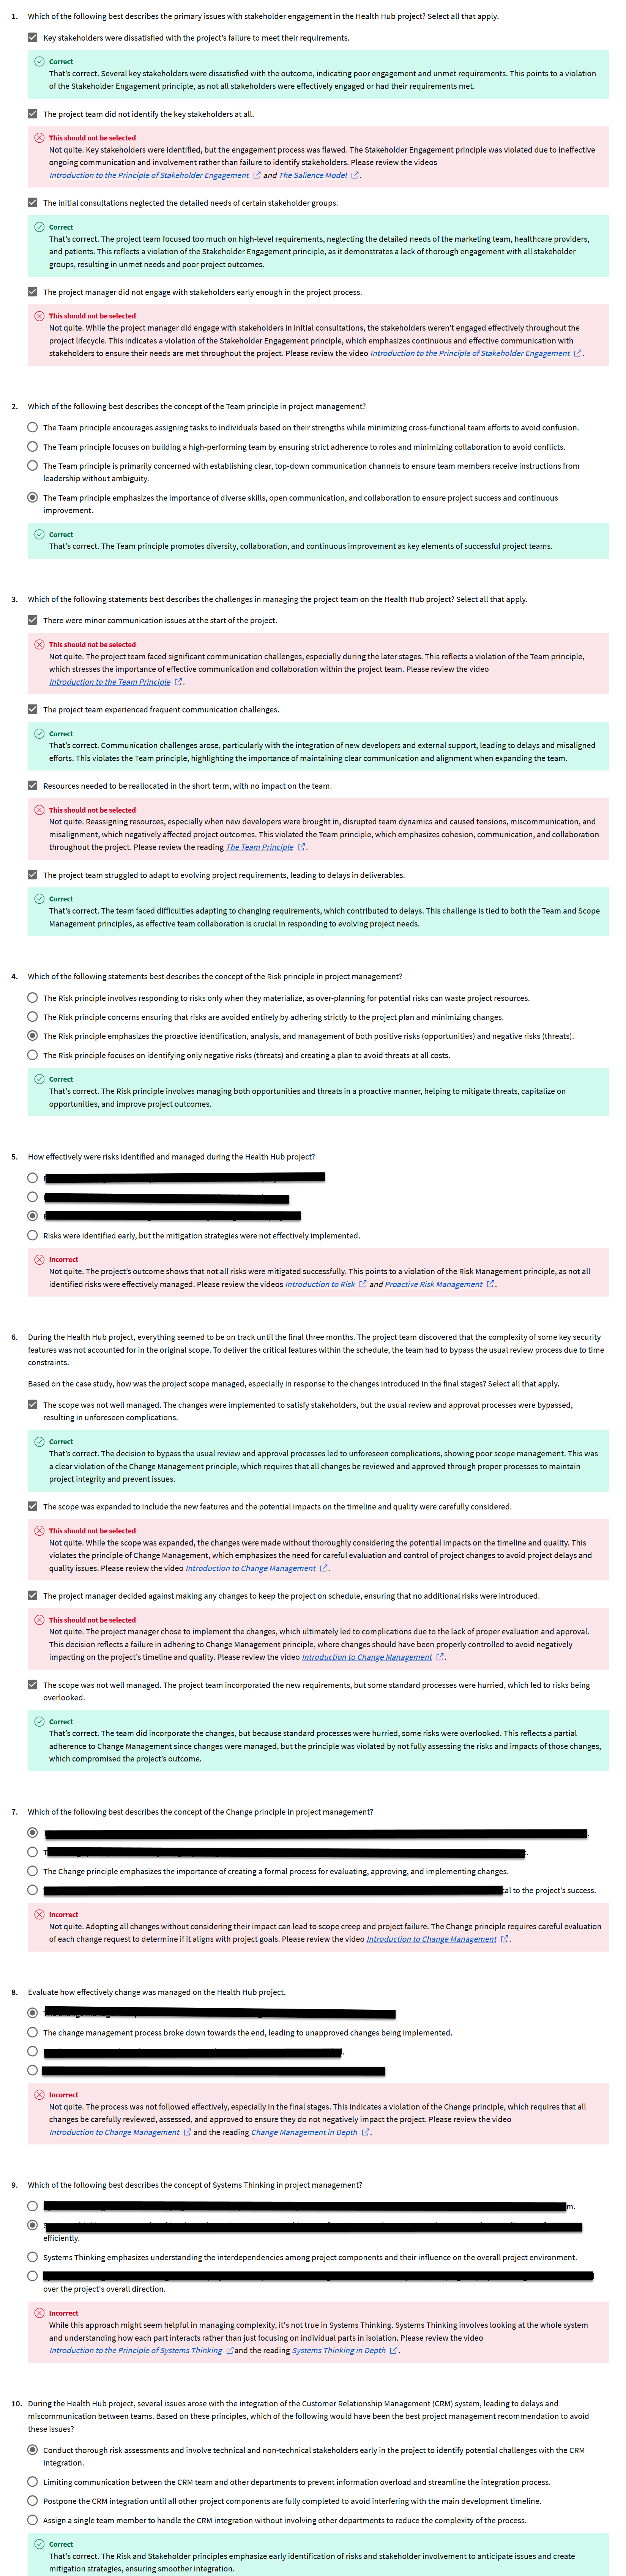 1. Which of the following best describes the primary issues with stakeholder engagement in the Health Hub project? Select all that apply.
Key stakeholders were dissatisfied with the project's failure to meet their requirements.
Correct
That's correct. Several key stakeholders were dissatisfied with the outcome, indicating poor engagement and unmet requirements. This points to a violation
of the Stakeholder Engagement principle, as not all stakeholders were effectively engaged or had their requirements met.
The project team did not identify the key stakeholders at all.
This should not be selected
Not quite. Key stakeholders were identified, but the engagement process was flawed. The Stakeholder Engagement principle was violated due to ineffective
ongoing communication and involvement rather than failure to identify stakeholders. Please review the videos
Introduction to the Principle of Stakeholder Engagement and The Salience Model .
The initial consultations neglected the detailed needs of certain stakeholder groups.
Correct
That's correct. The project team focused too much on high-level requirements, neglecting the detailed needs of the marketing team, healthcare providers,
and patients. This reflects a violation of the Stakeholder Engagement principle, as it demonstrates a lack of thorough engagement with all stakeholder
groups, resulting in unmet needs and poor project outcomes.
The project manager did not engage with stakeholders early enough in the project process.
This should not be selected
Not quite. While the project manager did engage with stakeholders in initial consultations, the stakeholders weren't engaged effectively throughout the
project lifecycle. This indicates a violation of the Stakeholder Engagement principle, which emphasizes continuous and effective communication with
stakeholders to ensure their needs are met throughout the project. Please review the video Introduction to the Principle of Stakeholder Engagement .
2. Which of the following best describes the concept of the Team principle in project management?
The Team principle encourages assigning tasks to individuals based on their strengths while minimizing cross-functional team efforts to avoid confusion.
The Team principle focuses on building a high-performing team by ensuring strict adherence to roles and minimizing collaboration to avoid conflicts.
The Team principle is primarily concerned with establishing clear, top-down communication channels to ensure team members receive instructions from
leadership without ambiguity.
The Team principle emphasizes the importance of diverse skills, open communication, and collaboration to ensure project success and continuous
improvement.
Correct
That's correct. The Team principle promotes diversity, collaboration, and continuous improvement as key elements of successful project teams.
3. Which of the following statements best describes the challenges in managing the project team on the Health Hub project? Select all that apply.
There were minor communication issues at the start of the project.
This should not be selected
Not quite. The project team faced significant communication challenges, especially during the later stages. This reflects a violation of the Team principle,
which stresses the importance of effective communication and collaboration within the project team. Please review the video
Introduction to the Team Principle .
The project team experienced frequent communication challenges.
Correct
That's correct. Communication challenges arose, particularly with the integration of new developers and external support, leading to delays and misaligned
efforts. This violates the Team principle, highlighting the importance of maintaining clear communication and alignment when expanding the team.
Resources needed to be reallocated in the short term, with no impact on the team.
This should not be selected
Not quite. Reassigning resources, especially when new developers were brought in, disrupted team dynamics and caused tensions, miscommunication, and
misalignment, which negatively affected project outcomes. This violated the Team principle, which emphasizes cohesion, communication, and collaboration
throughout the project. Please review the reading The Team Principle .
The project team struggled to adapt to evolving project requirements, leading to delays in deliverables.
Correct
That's correct. The team faced difficulties adapting to changing requirements, which contributed to delays. This challenge is tied to both the Team and Scope
Management principles, as effective team collaboration is crucial in responding to evolving project needs.
4. Which of the following statements best describes the concept of the Risk principle in project management?
The Risk principle involves responding to risks only when they materialize, as over-planning for potential risks can waste project resources.
The Risk principle concerns ensuring that risks are avoided entirely by adhering strictly to the project plan and minimizing changes.
The Risk principle emphasizes the proactive identification, analysis, and management of both positive risks (opportunities) and negative risks (threats).
The Risk principle focuses on identifying only negative risks (threats) and creating a plan to avoid threats at all costs.
Correct
That's correct. The Risk principle involves managing both opportunities and threats in a proactive manner, helping to mitigate threats, capitalize on
opportunities, and improve project outcomes.
5. How effectively were risks identified and managed during the Health Hub project?
Risks were identified early, but the mitigation strategies were not effectively implemented.
Incorrect
Not quite. The project's outcome shows that not all risks were mitigated successfully. This points to a violation of the Risk Management principle, as not all
identified risks were effectively managed. Please review the videos Introduction to Risk and Proactive Risk Management .
6. During the Health Hub project, everything seemed to be on track until the final three months. The project team discovered that the complexity of some key security
features was not accounted for in the original scope. To deliver the critical features within the schedule, the team had to bypass the usual review process due to time
constraints.
Based on the case study, how was the project scope managed, especially in response to the changes introduced in the final stages? Select all that apply.
The scope was not well managed. The changes were implemented to satisfy stakeholders, but the usual review and approval processes were bypassed,
resulting in unforeseen complications.
Correct
That's correct. The decision to bypass the usual review and approval processes led to unforeseen complications, showing poor scope management. This was
a clear violation of the Change Management principle, which requires that all changes be reviewed and approved through proper processes to maintain
project integrity and prevent issues.
The scope was expanded to include the new features and the potential impacts on the timeline and quality were carefully considered.
This should not be selected
Not quite. While the scope was expanded, the changes were made without thoroughly considering the potential impacts on the timeline and quality. This
violates the principle of Change Management, which emphasizes the need for careful evaluation and control of project changes to avoid project delays and
quality issues. Please review the video Introduction to Change Management .
The project manager decided against making any changes to keep the project on schedule, ensuring that no additional risks were introduced.
This should not be selected
Not quite. The project manager chose to implement the changes, which ultimately led to complications due to the lack of proper evaluation and approval.
This decision reflects a failure in adhering to Change Management principle, where changes should have been properly controlled to avoid negatively
impacting on the project's timeline and quality. Please review the video Introduction to Change Management .
The scope was not well managed. The project team incorporated the new requirements, but some standard processes were hurried, which led to risks being
overlooked.
Correct
That's correct. The team did incorporate the changes, but because standard processes were hurried, some risks were overlooked. This reflects a partial
adherence to Change Management since changes were managed, but the principle was violated by not fully assessing the risks and impacts of those changes,
which compromised the project's outcome.
7. Which of the following best describes the concept of the Change principle in project management?
The Change principle emphasizes the importance of creating a formal process for evaluating, approving, and implementing changes.
to the project's success.
Incorrect
Not quite. Adopting all changes without considering their impact can lead to scope creep and project failure. The Change principle requires careful evaluation
of each change request to determine if it aligns with project goals. Please review the video Introduction to Change Management .
8. Evaluate how effectively change was managed on the Health Hub project.
The change management process broke down towards the end, leading to unapproved changes being implemented.
Incorrect
Not quite. The process was not followed effectively, especially in the final stages. This indicates a violation of the Change principle, which requires that all
changes be carefully reviewed, assessed, and approved to ensure they do not negatively impact the project. Please review the video
Introduction to Change Management and the reading Change Management in Depth .
9. Which of the following best describes the concept of Systems Thinking in project management?
efficiently.
Systems Thinking emphasizes understanding the interdependencies among project components and their influence on the overall project environment.
over the project's overall direction.
Incorrect
While this approach might seem helpful in managing complexity, it's not true in Systems Thinking. Systems Thinking involves looking at the whole system
and understanding how each part interacts rather than just focusing on individual parts in isolation. Please review the video
Introduction to the Principle of Systems Thinking and the reading Systems Thinking in Depth .
10. During the Health Hub project, several issues arose with the integration of the Customer Relationship Management (CRM) system, leading to delays and
miscommunication between teams. Based on these principles, which of the following would have been the best project management recommendation to avoid
these issues?
Conduct thorough risk assessments and involve technical and non-technical stakeholders early in the project to identify potential challenges with the CRM
integration.
Limiting communication between the CRM team and other departments to prevent information overload and streamline the integration process.
Postpone the CRM integration until all other project components are fully completed to avoid interfering with the main development timeline.
Assign a single team member to handle the CRM integration without involving other departments to reduce the complexity of the process.
Correct
That's correct. The Risk and Stakeholder principles emphasize early identification of risks and stakeholder involvement to anticipate issues and create
mitigation strategies, ensuring smoother integration.